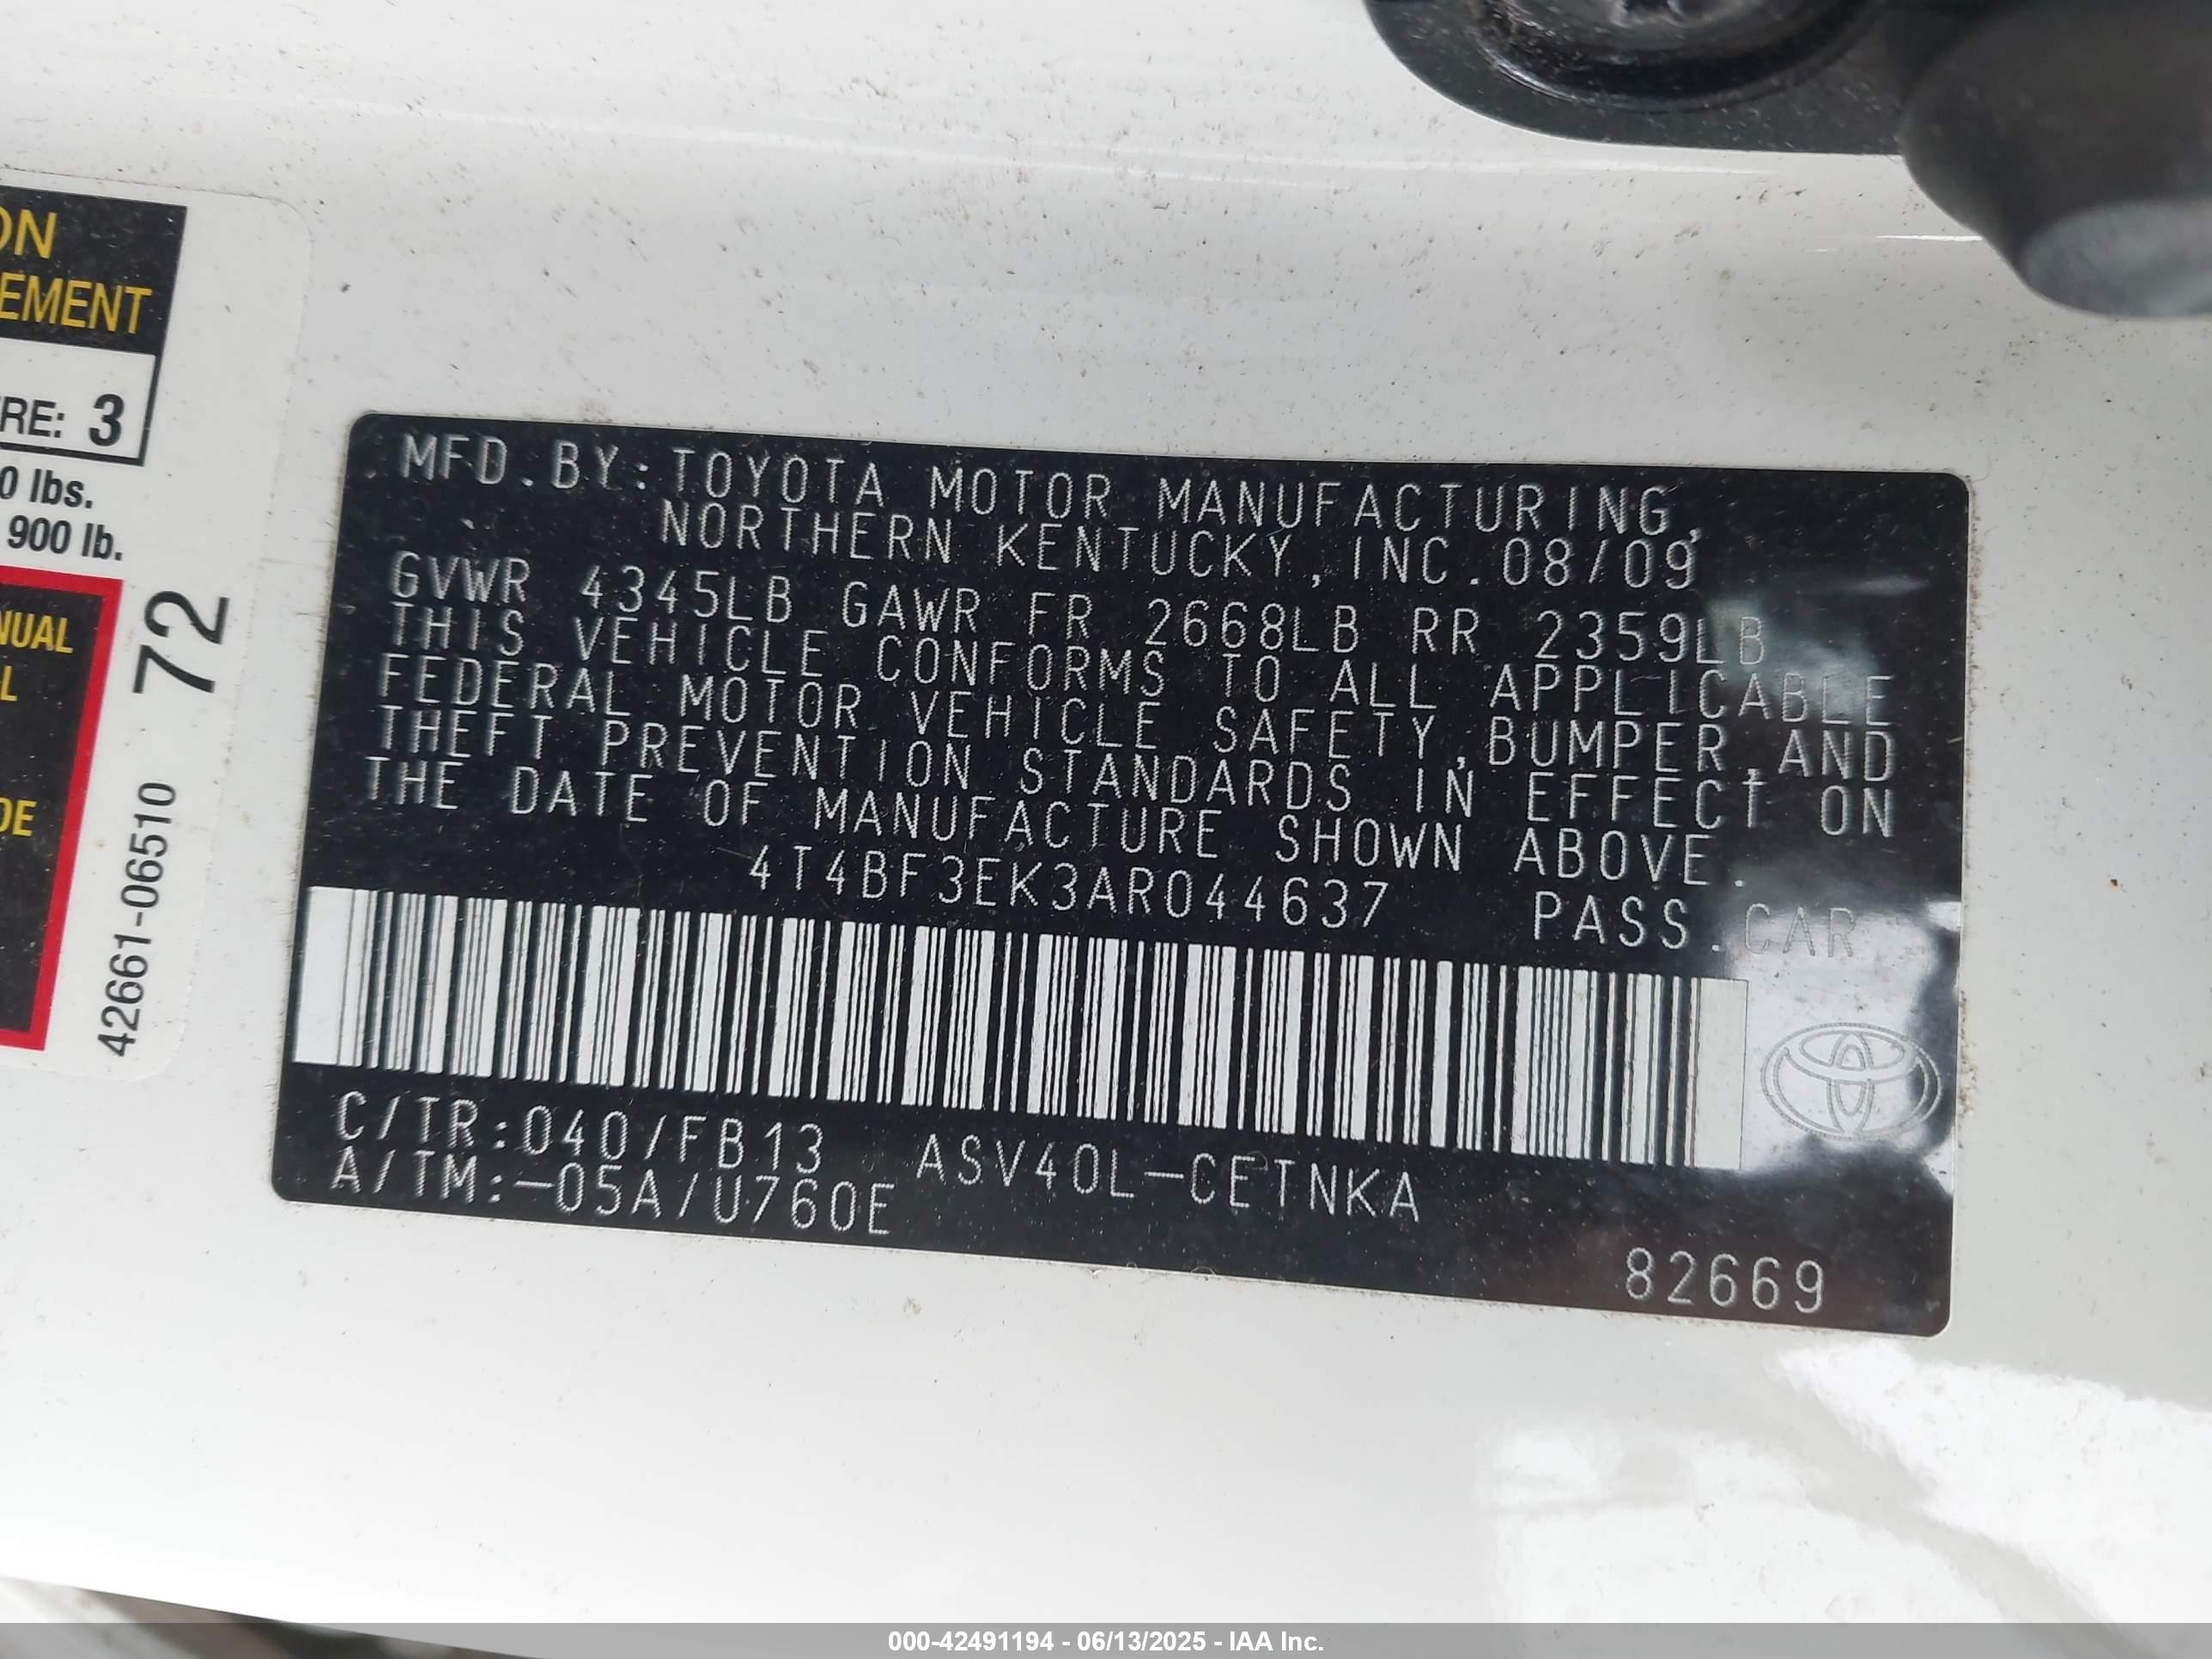 ON
EMENT
RE: 3
0 lbs.
900 lb.
NUAL
L
DE
42661-06510 72
MFD.BY:TOYOTA MOTOR MANUFACTURING,
NORTHERN KENTUCKY,INC.08/09
GVWR 4345LB GAWR FR 2668LB RR 2359LB
THIS VEHICLE CONFORMS TO ALL APPLICABLE
FEDERAL MOTOR VEHICLE SAFETY,BUMPER,AND
THEFT PREVENTION STANDARDS IN EFFECT ON
THE DATE OF MANUFACTURE SHOWN ABOVE.
4T4BF3EK3AR044637 PASS.CAR
C/TR:040/FB13 ASV40L-CETNKA
A/TM:-05A/U760E
82669
000-42491194 - 06/13/2025 - IAA Inc.